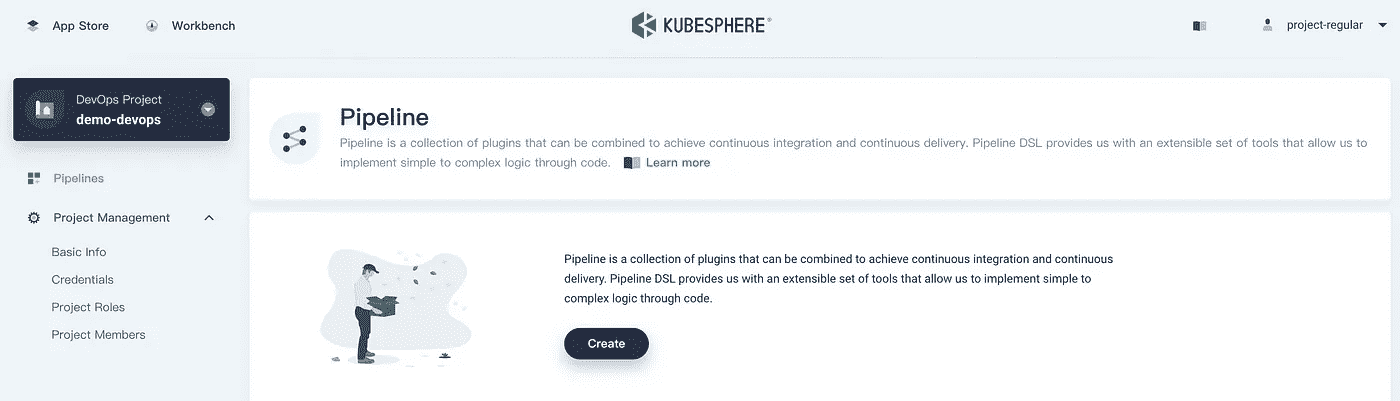 App Store
Workbench
KUBESPHERE®
project-regular
DevOps Project
demo-devops
Pipelines
Project Management
Basic Info
Credentials
Project Roles
Project Members
Pipeline
Pipeline is a collection of plugins that can be combined to achieve continuous integration and continuous delivery. Pipeline DSL provides us with an extensible set of tools that allow us to
implement simple to complex logic through code. Learn more
Pipeline is a collection of plugins that can be combined to achieve continuous integration and continuous
delivery. Pipeline DSL provides us with an extensible set of tools that allow us to implement simple to
complex logic through code.
Create